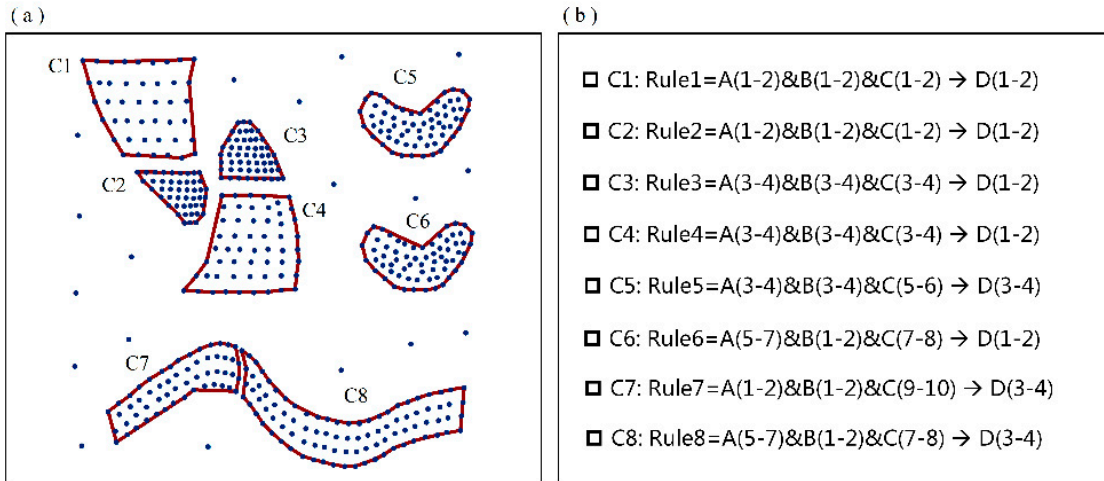 ( a )
( b )
C1
C5
C3
C2
C4
C6
C7
C8
C1: Rule1=A(1-2)&B(1-2)&C(1-2) → D(1-2)
C2: Rule2=A(1-2)&B(1-2)&C(1-2) → D(1-2)
C3: Rule3=A(3-4)&B(3-4)&C(3-4) → D(1-2)
C4: Rule4=A(3-4)&B(3-4)&C(3-4) → D(1-2)
C5: Rule5=A(3-4)&B(3-4)&C(5-6) → D(3-4)
C6: Rule6=A(5-7)&B(1-2)&C(7-8) → D(1-2)
C7: Rule7=A(1-2)&B(1-2)&C(9-10) → D(3-4)
C8: Rule8=A(5-7)&B(1-2)&C(7-8) → D(3-4)